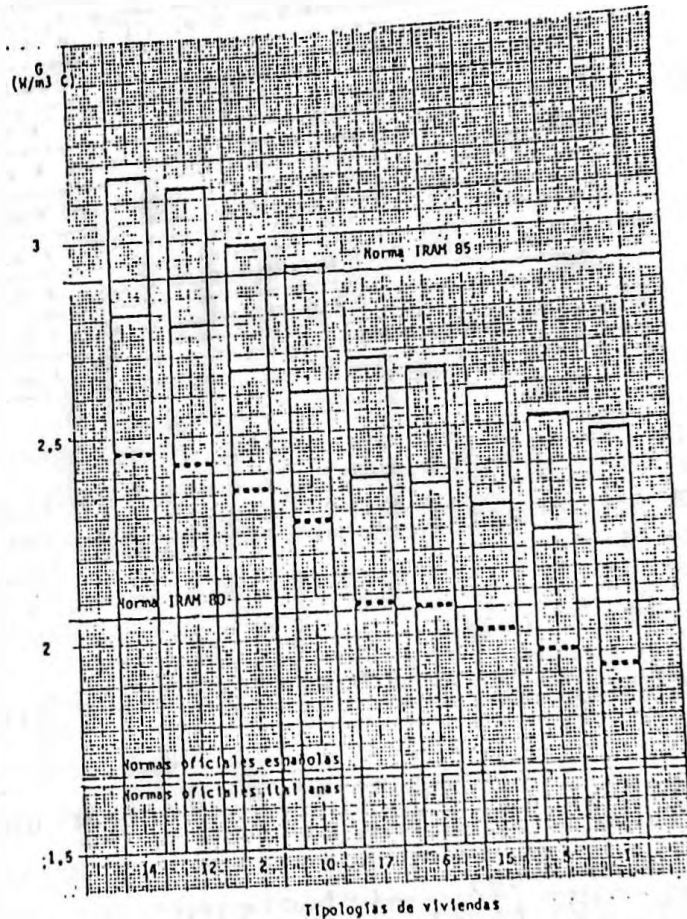 G
(W/m3 C)
3
Norma IRAM 85
2,5
Norma IRAM 80
2
Normas oficiales españolas
Normas oficiales italianas
1,5
14 12 2 10 17 6 15 5 1
Tipologías de viviendas